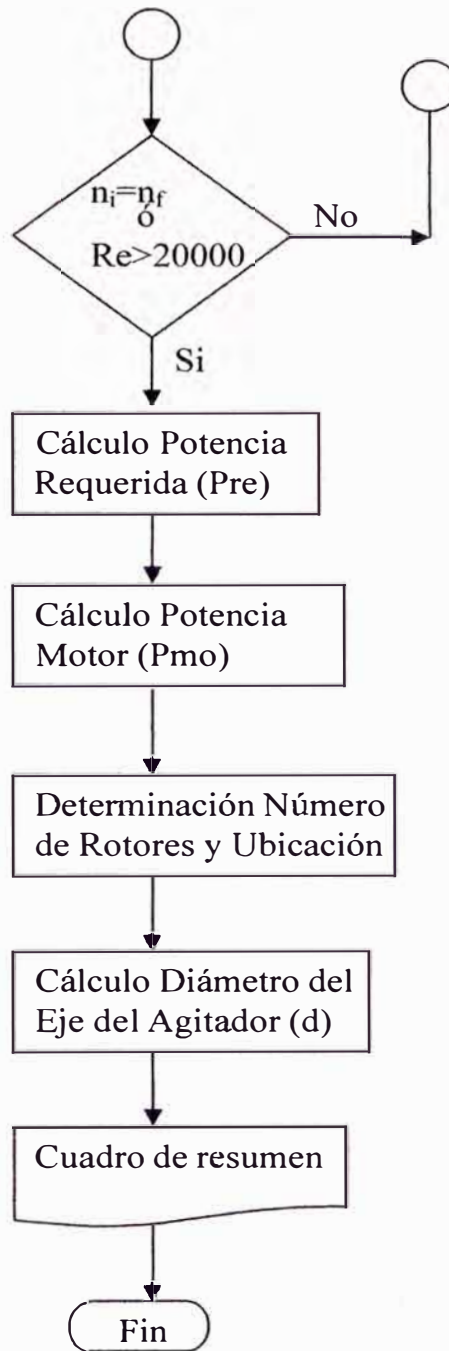 nᵢ=n_f
ó
Re>20000
No
Si
Cálculo Potencia
Requerida (Pre)
Cálculo Potencia
Motor (Pmo)
Determinación Número
de Rotores y Ubicación
Cálculo Diámetro del
Eje del Agitador (d)
Cuadro de resumen
Fin